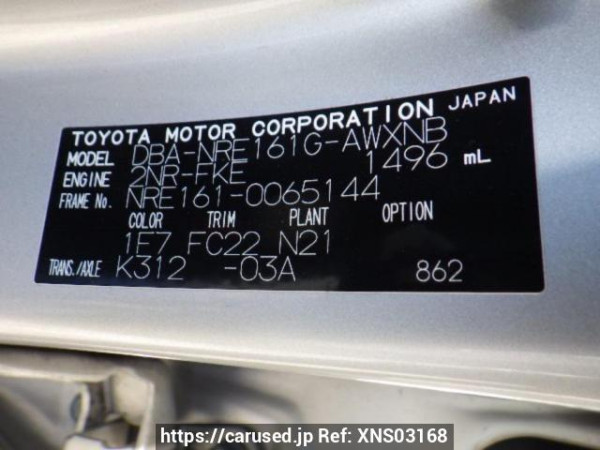 TOYOTA MOTOR CORPORATION JAPAN
MODEL DBA-NRE161G-AWXNB
ENGINE 2NR-FKE 1496 mL
FRAME No. NRE161-0065144
COLOR TRIM PLANT OPTION
1F7 FC22 N21
TRANS./AXLE K312 -03A 862
https://carused.jp Ref: XNS03168